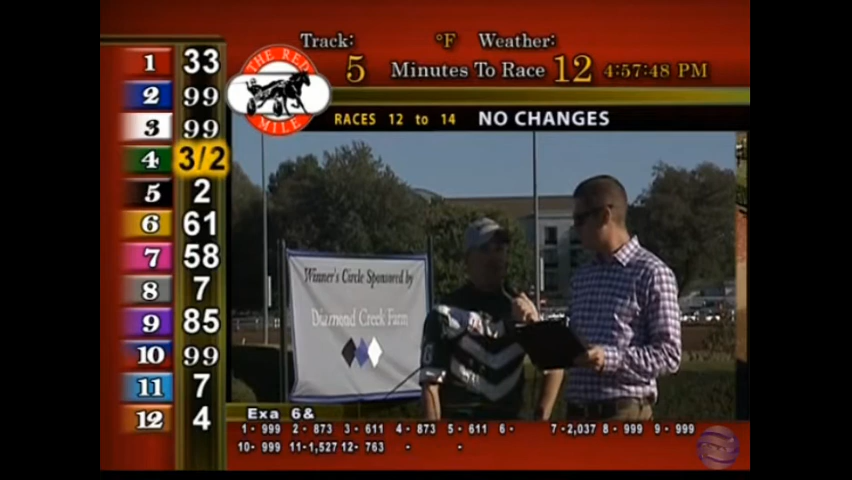 Track: °F Weather:
5 Minutes To Race 12 4:57:48 PM
THE RED
MILE
RACES 12 to 14 NO CHANGES
1 33
2 99
3 99
4 3/2
5 2
6 61
7 58
8 7
9 85
10 99
11 7
12 4
Winner's Circle Sponsored by
Diamond Creek Farm
Exa 6&
1- 999 2- 873 3- 611 4- 873 5- 611 6- 7-2,037 8- 999 9- 999
10- 999 11-1,527 12- 763 - -